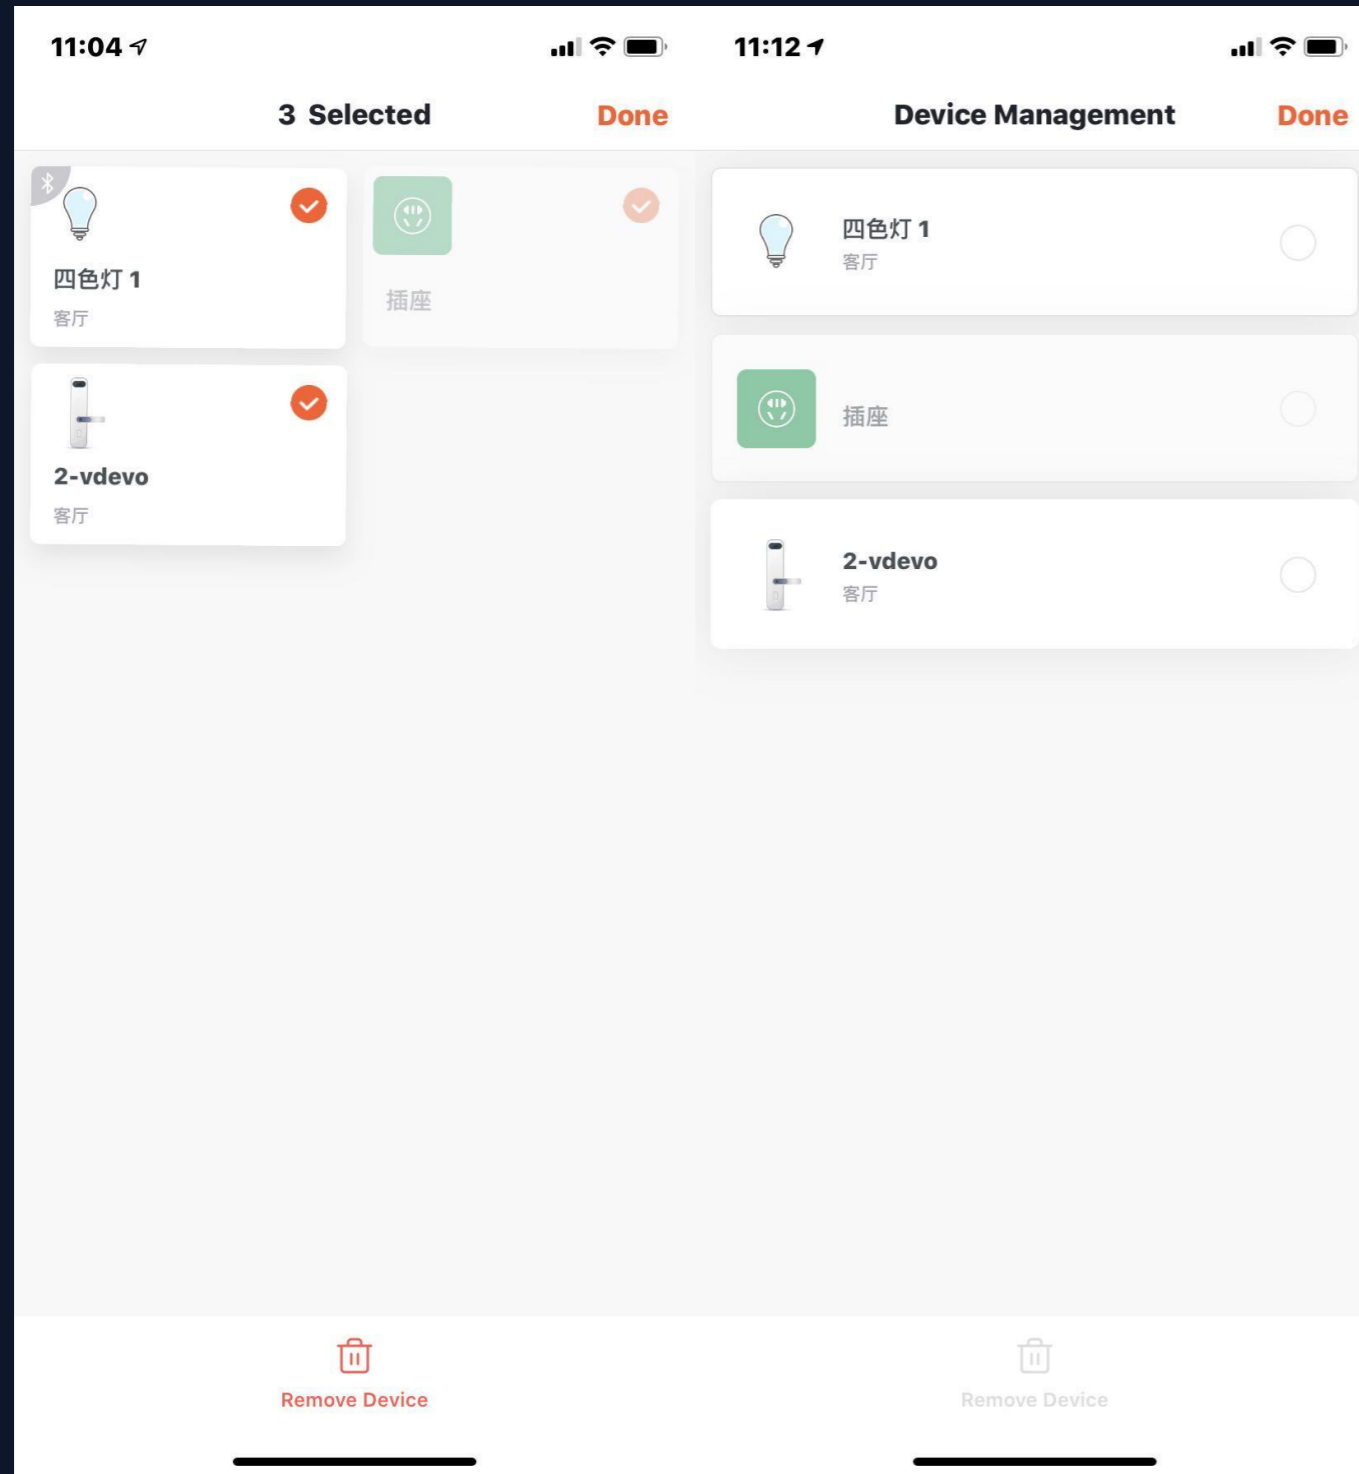 11:04
3 Selected
Done
四色灯 1
客厅
插座
2-vdevo
客厅
Remove Device
11:12
Device Management
Done
四色灯 1
客厅
插座
2-vdevo
客厅
Remove Device